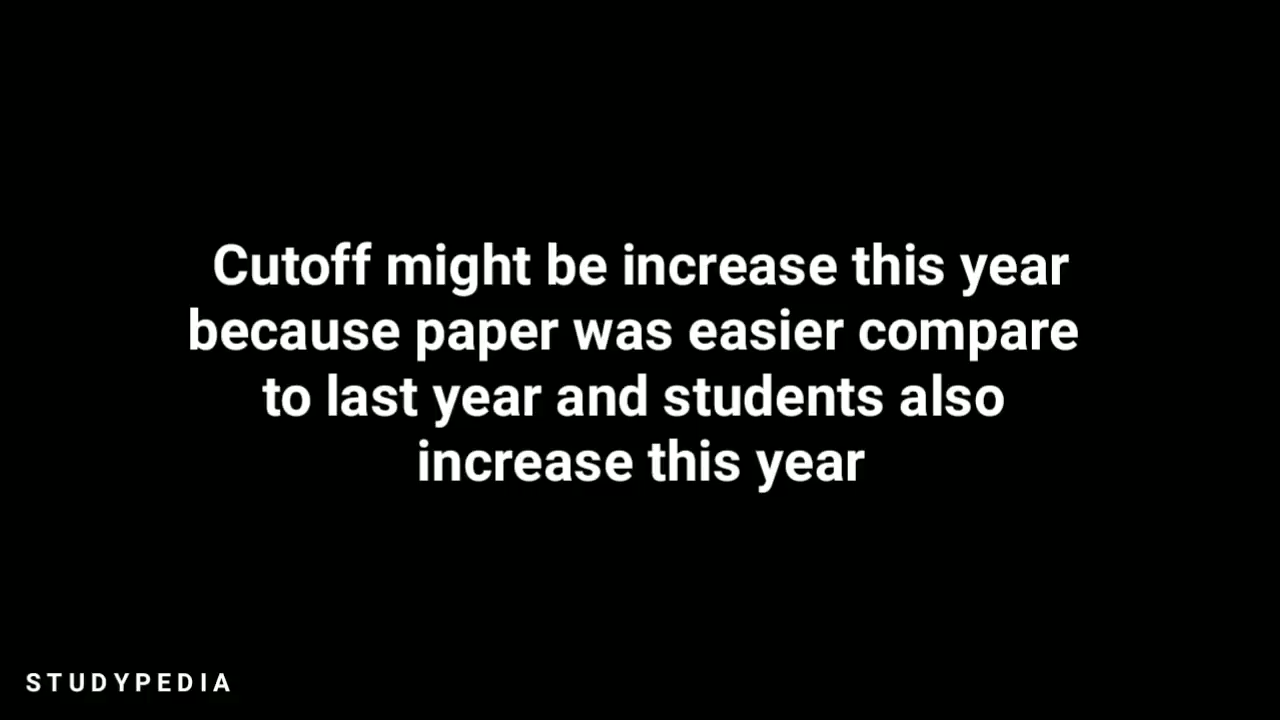 Cutoff might be increase this year
because paper was easier compare
to last year and students also
increase this year
STUDYPEDIA